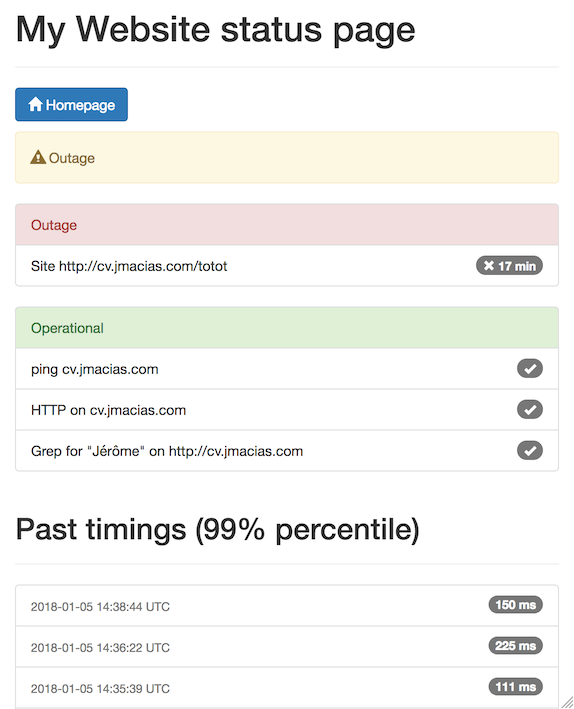 My Website status page
Homepage
Outage
Outage
Site http://cv.jmacias.com/totot 17 min
Operational
ping cv.jmacias.com
HTTP on cv.jmacias.com
Grep for "Jérôme" on http://cv.jmacias.com
Past timings (99% percentile)
2018-01-05 14:38:44 UTC 150 ms
2018-01-05 14:36:22 UTC 225 ms
2018-01-05 14:35:39 UTC 111 ms